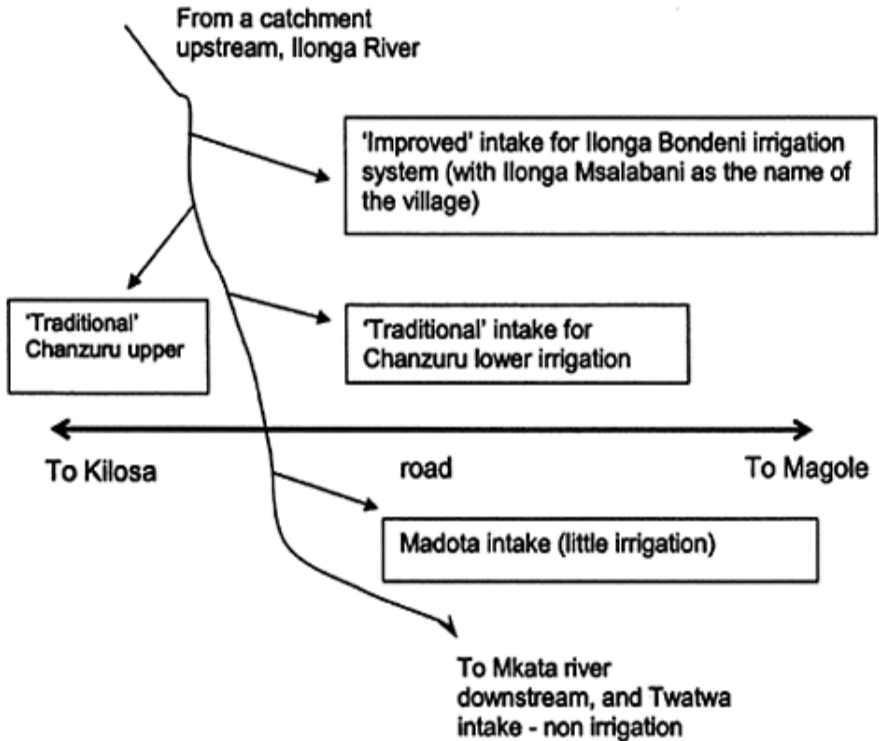 From a catchment
upstream, Ilonga River
'Improved' intake for Ilonga Bondeni irrigation
system (with Ilonga Msalabani as the name of
the village)
'Traditional'
Chanzuru upper
'Traditional' intake for
Chanzuru lower irrigation
To Kilosa
road
To Magole
Madota intake (little irrigation)
To Mkata river
downstream, and Twatwa
intake - non irrigation